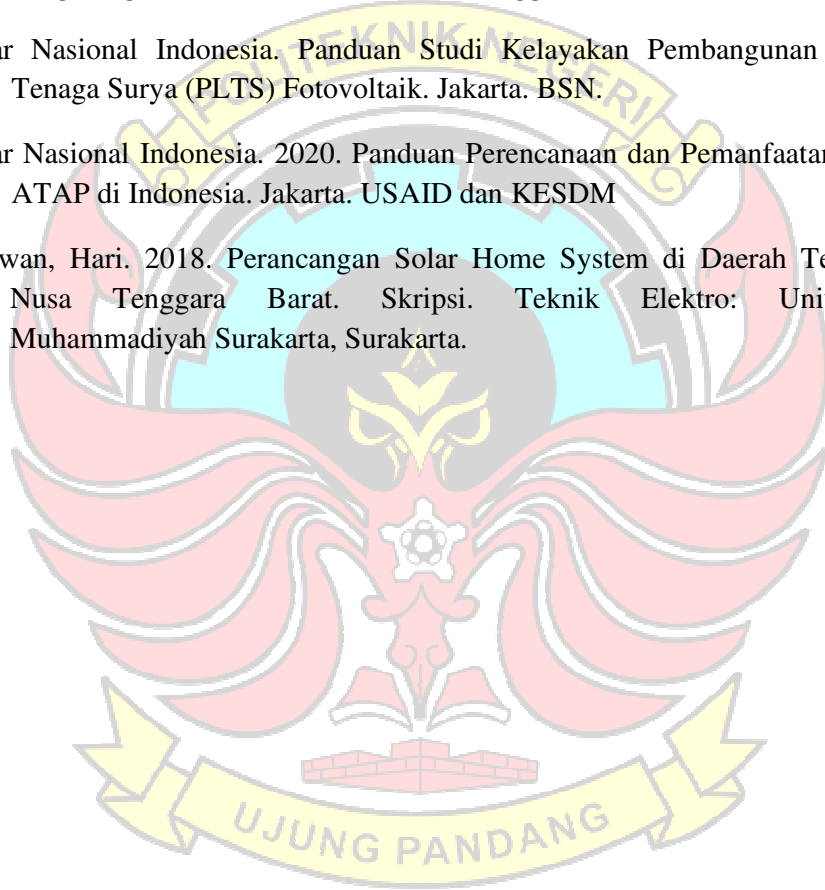 ar Nasional Indonesia. Panduan Studi Kelayakan Pembangunan
Tenaga Surya (PLTS) Fotovoltaik. Jakarta. BSN.
ar Nasional Indonesia. 2020. Panduan Perencanaan dan Pemanfaatan
ATAP di Indonesia. Jakarta. USAID dan KESDM
wan, Hari. 2018. Perancangan Solar Home System di Daerah Te
Nusa Tenggara Barat. Skripsi. Teknik Elektro: Uni
Muhammadiyah Surakarta, Surakarta.
POLITEKNIK NEGERI
UJUNG PANDANG